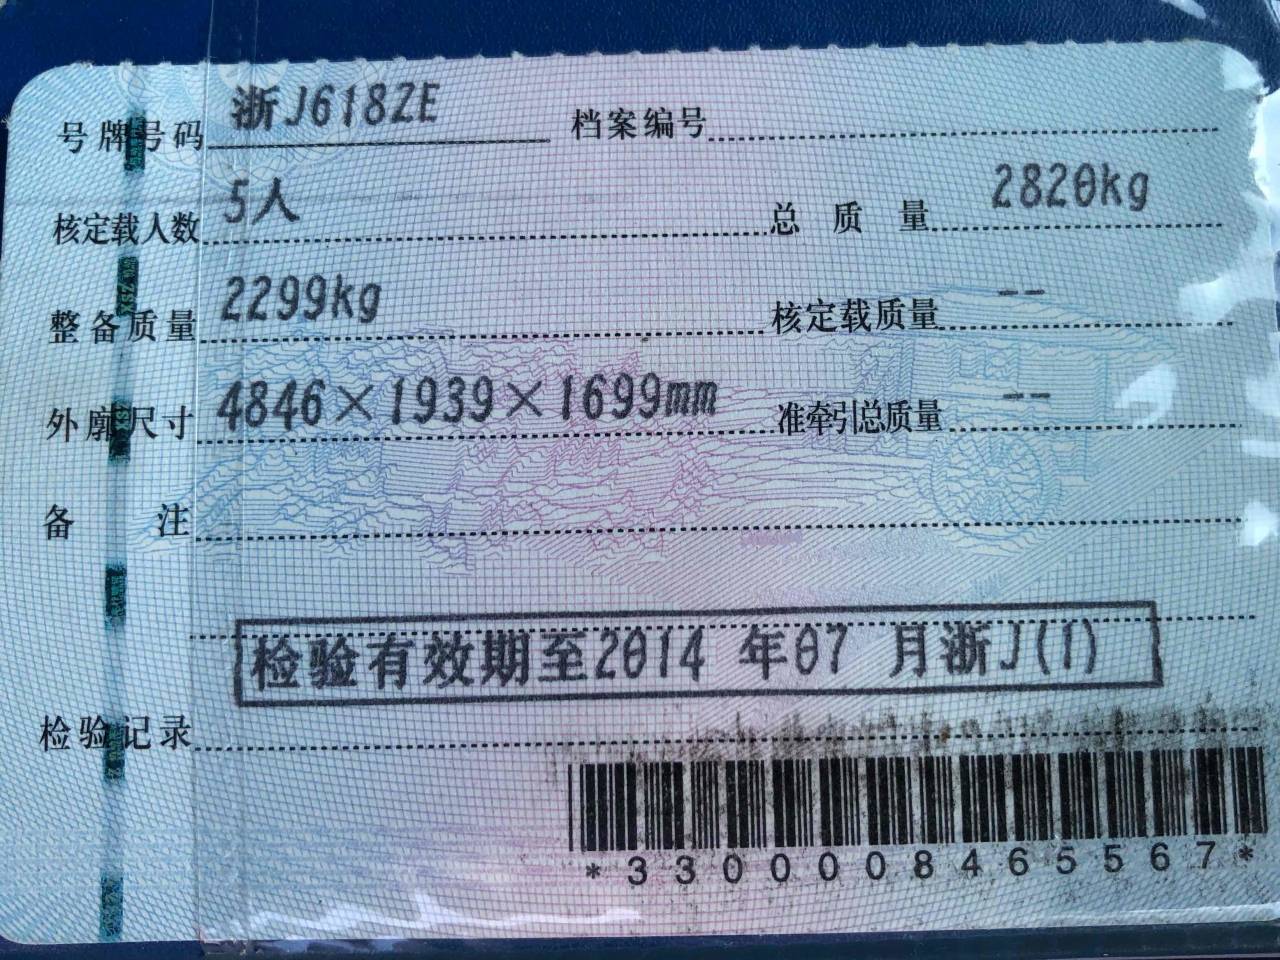 号牌号码 浙J618ZE 档案编号
核定载人数 5人 总质量 2820kg
整备质量 2299kg 核定载质量 --
外廓尺寸 4846×1939×1699mm 准牵引总质量 --
备注
检验有效期至2014 年07 月浙J(1)
检验记录
*3300008465567*